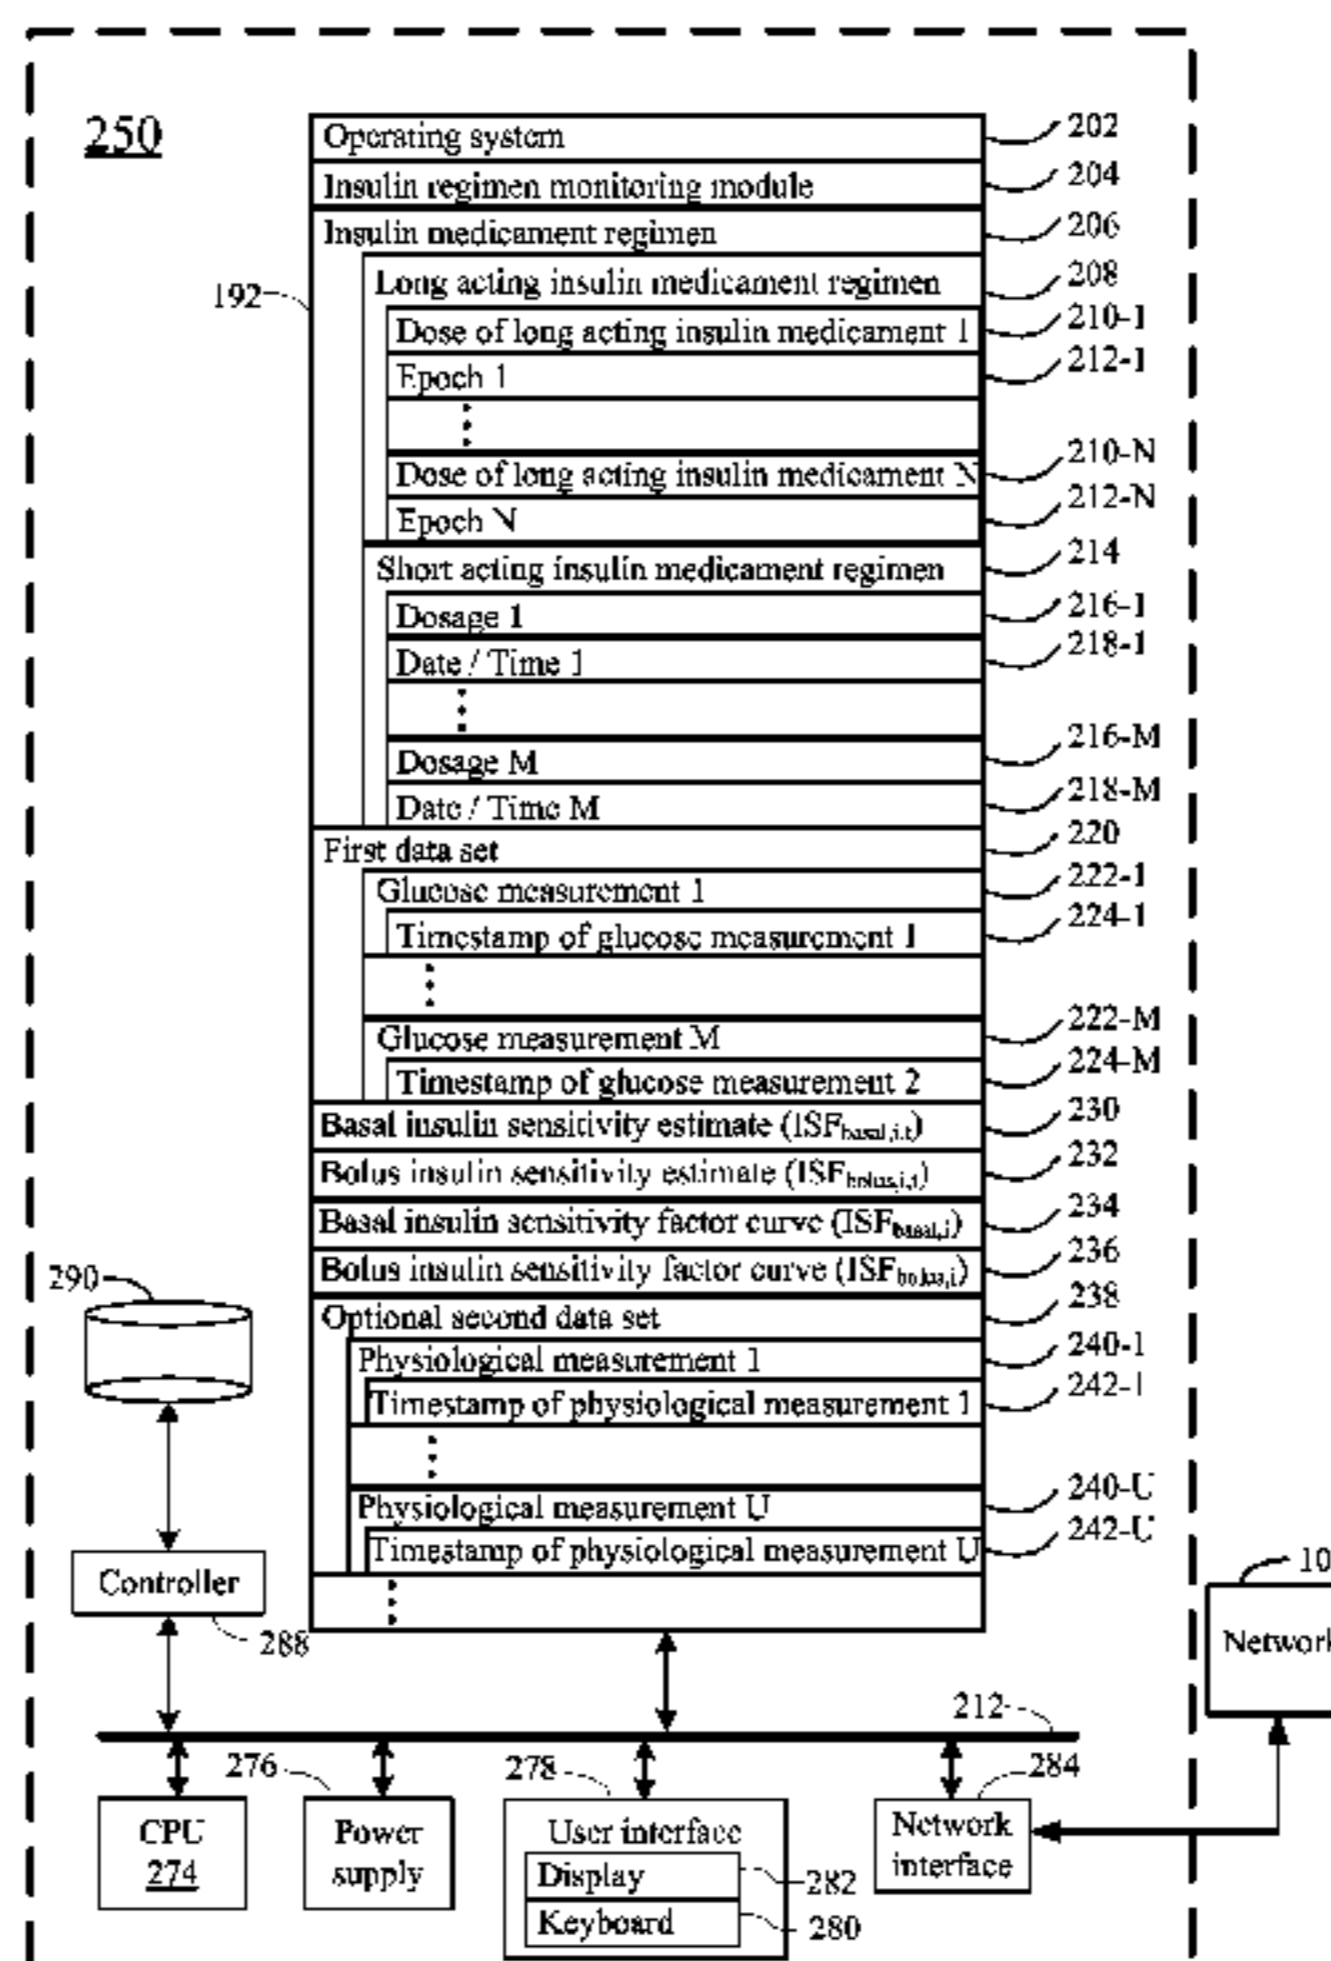 250
Operating system 202
Insulin regimen monitoring module 204
Insulin medicament regimen 206
192
Long acting insulin medicament regimen 208
Dose of long acting insulin medicament 1 210-1
Epoch 1 212-1
Dose of long acting insulin medicament N 210-N
Epoch N 212-N
Short acting insulin medicament regimen 214
Dosage 1 216-1
Date / Time 1 218-1
Dosage M 216-M
Date / Time M 218-M
First data set 220
Glucose measurement 1 222-1
Timestamp of glucose measurement 1 224-1
Glucose measurement M 222-M
Timestamp of glucose measurement 2 224-M
Basal insulin sensitivity estimate (ISFbasal,i,t) 230
Bolus insulin sensitivity estimate (ISFbolus,i,t) 232
Basal insulin sensitivity factor curve (ISFbasal,i) 234
Bolus insulin sensitivity factor curve (ISFbolus,i) 236
290
Optional second data set 238
Physiological measurement 1 240-1
Timestamp of physiological measurement 1 242-1
Physiological measurement U 240-U
Timestamp of physiological measurement U 242-U
Controller
288
10
Network
212
276 278 284
CPU
274
Power
supply
User interface
Display 282
Keyboard 280
Network
interface